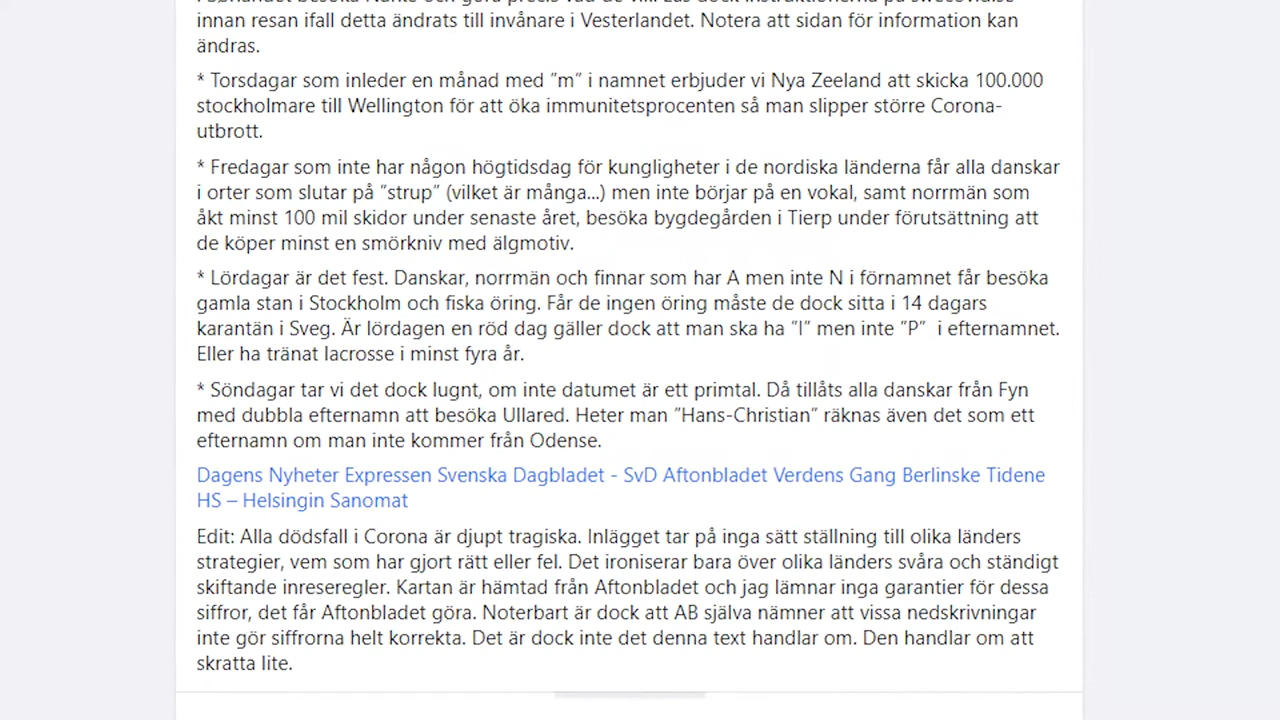 innan resan ifall detta ändrats till invånare i Vesterlandet. Notera att sidan för information kan
ändras.
* Torsdagar som inleder en månad med ”m” i namnet erbjuder vi Nya Zeeland att skicka 100.000
stockholmare till Wellington för att öka immunitetsprocenten så man slipper större Corona-
utbrott.
* Fredagar som inte har någon högtidsdag för kungligheter i de nordiska länderna får alla danskar
i orter som slutar på ”strup” (vilket är många...) men inte börjar på en vokal, samt norrmän som
åkt minst 100 mil skidor under senaste året, besöka bygdegården i Tierp under förutsättning att
de köper minst en smörkniv med älgmotiv.
* Lördagar är det fest. Danskar, norrmän och finnar som har A men inte N i förnamnet får besöka
gamla stan i Stockholm och fiska öring. Får de ingen öring måste de dock sitta i 14 dagars
karantän i Sveg. Är lördagen en röd dag gäller dock att man ska ha ”I” men inte ”P”  i efternamnet.
Eller ha tränat lacrosse i minst fyra år.
* Söndagar tar vi det dock lugnt, om inte datumet är ett primtal. Då tillåts alla danskar från Fyn
med dubbla efternamn att besöka Ullared. Heter man ”Hans-Christian” räknas även det som ett
efternamn om man inte kommer från Odense.
Dagens Nyheter Expressen Svenska Dagbladet - SvD Aftonbladet Verdens Gang Berlinske Tidene
HS – Helsingin Sanomat
Edit: Alla dödsfall i Corona är djupt tragiska. Inlägget tar på inga sätt ställning till olika länders
strategier, vem som har gjort rätt eller fel. Det ironiserar bara över olika länders svåra och ständigt
skiftande inreseregler. Kartan är hämtad från Aftonbladet och jag lämnar inga garantier för dessa
siffror, det får Aftonbladet göra. Noterbart är dock att AB själva nämner att vissa nedskrivningar
inte gör siffrorna helt korrekta. Det är dock inte det denna text handlar om. Den handlar om att
skratta lite.